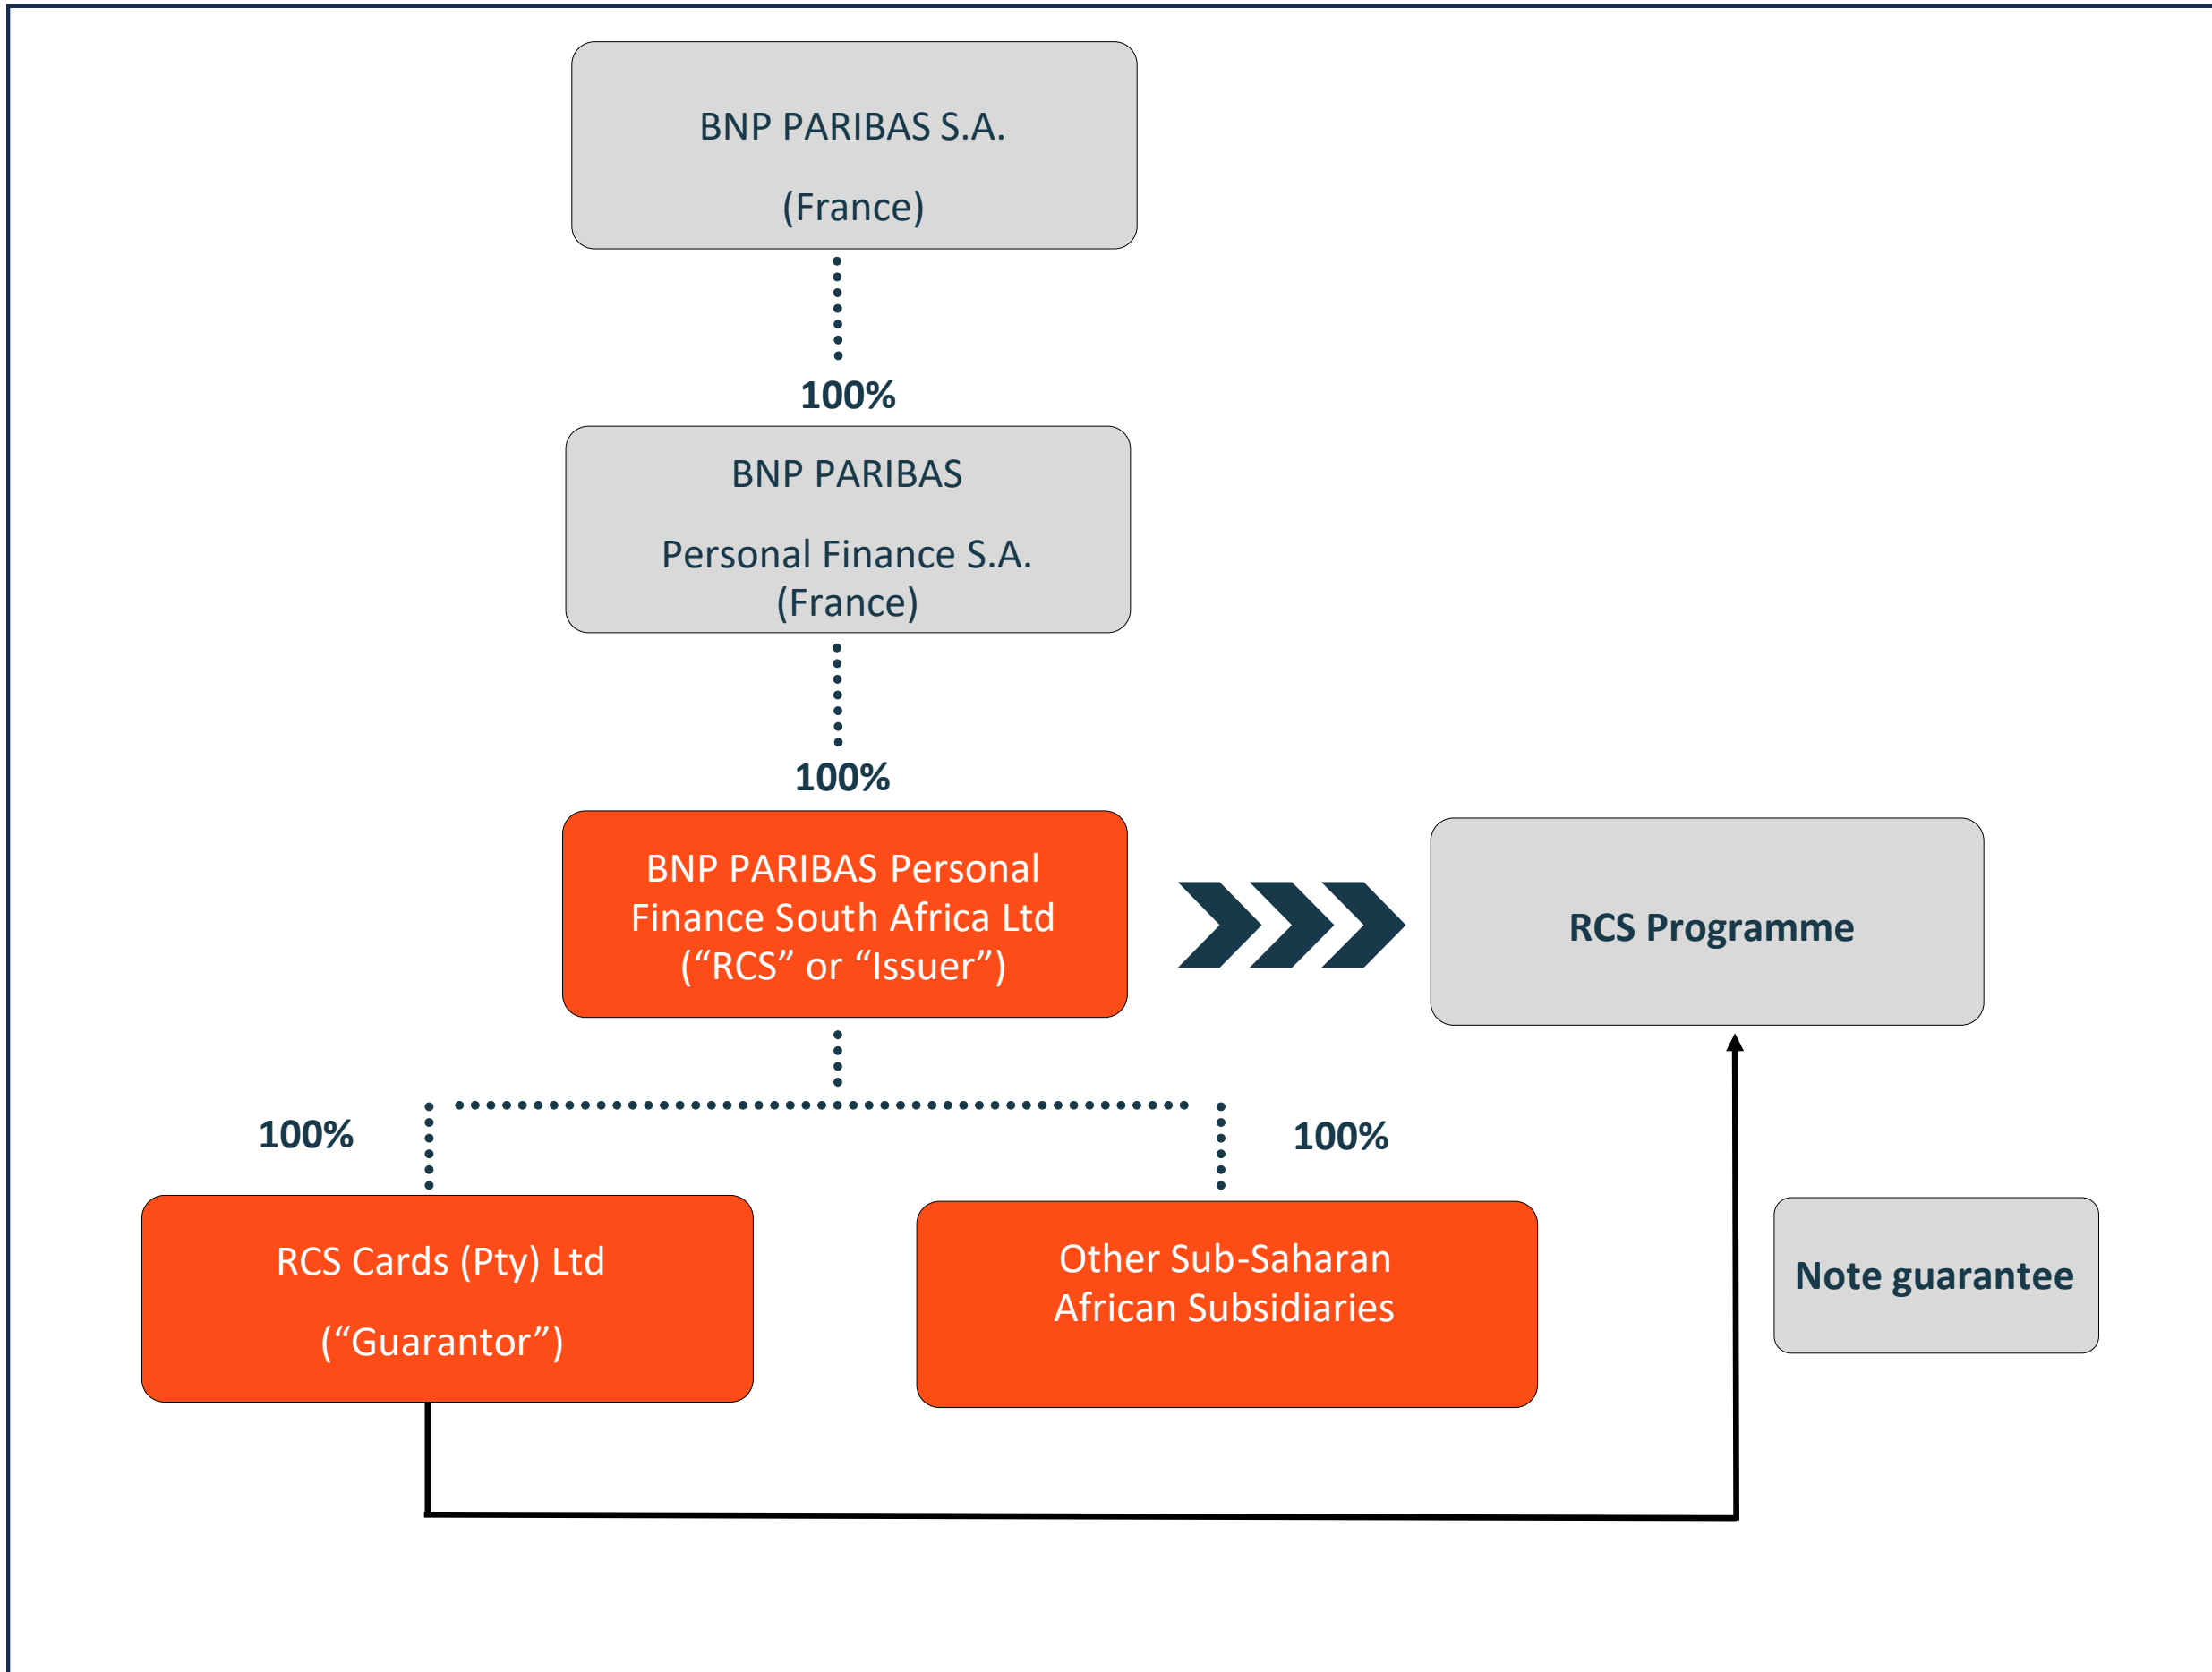 BNP PARIBAS S.A.
(France)
100%
BNP PARIBAS
Personal Finance S.A.
(France)
100%
BNP PARIBAS Personal
Finance South Africa Ltd
(“RCS” or “Issuer”)
RCS Programme
100%
100%
RCS Cards (Pty) Ltd
(“Guarantor”)
Other Sub-Saharan
African Subsidiaries
Note guarantee